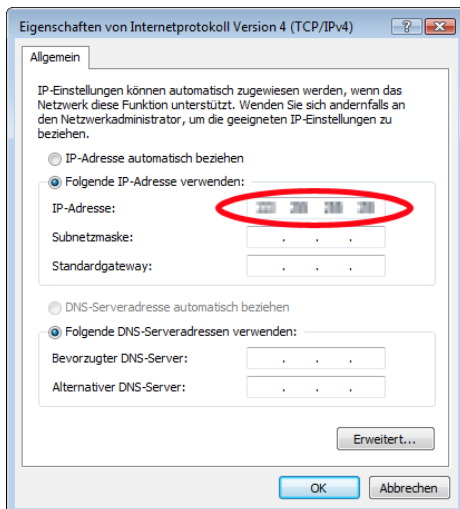 Eigenschaften von Internetprotokoll Version 4 (TCP/IPv4)
Allgemein
IP-Einstellungen können automatisch zugewiesen werden, wenn das
Netzwerk diese Funktion unterstützt. Wenden Sie sich andernfalls an
den Netzwerkadministrator, um die geeigneten IP-Einstellungen zu
beziehen.
IP-Adresse automatisch beziehen
Folgende IP-Adresse verwenden:
IP-Adresse:
Subnetzmaske: . . .
Standardgateway: . . .
DNS-Serveradresse automatisch beziehen
Folgende DNS-Serveradressen verwenden:
Bevorzugter DNS-Server: . . .
Alternativer DNS-Server: . . .
Erweitert...
OK Abbrechen